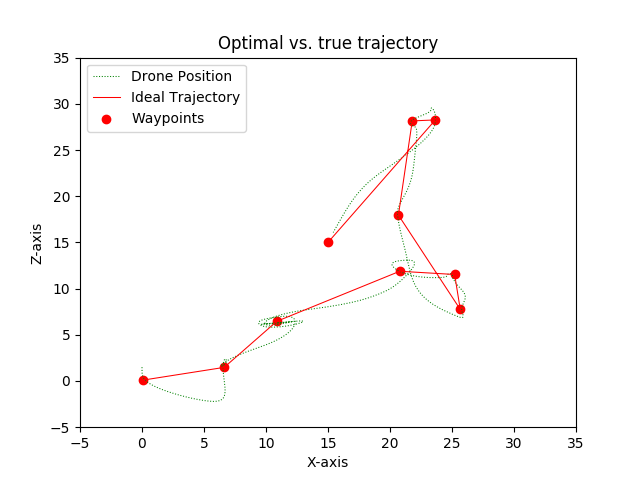 Optimal vs. true trajectory
Drone Position
Ideal Trajectory
Waypoints
35
30
25
20
15
10
5
0
−5
Z-axis
−5 0 5 10 15 20 25 30 35
X-axis